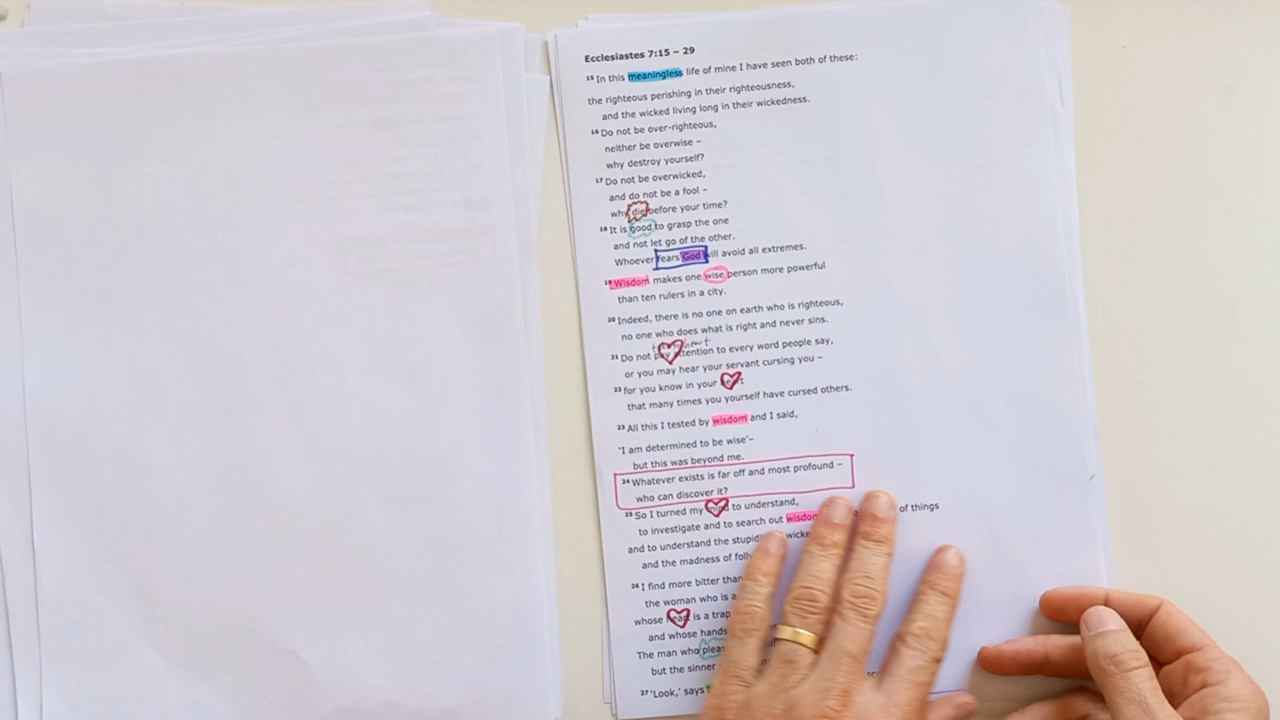 Ecclesiastes 7:15 – 29
15 In this meaningless life of mine I have seen both of these:
the righteous perishing in their righteousness,
and the wicked living long in their wickedness.
16 Do not be over-righteous,
neither be overwise –
why destroy yourself?
17 Do not be overwicked,
and do not be a fool –
why die before your time?
18 It is good to grasp the one
and not let go of the other.
Whoever fears God will avoid all extremes.
19 Wisdom makes one wise person more powerful
than ten rulers in a city.
20 Indeed, there is no one on earth who is righteous,
no one who does what is right and never sins.
heart
21 Do not pay attention to every word people say,
or you may hear your servant cursing you –
22 for you know in your heart
that many times you yourself have cursed others.
23 All this I tested by wisdom and I said,
'I am determined to be wise'–
but this was beyond me.
24 Whatever exists is far off and most profound –
who can discover it?
25 So I turned my mind to understand,
to investigate and to search out wisdom of things
and to understand the stupid
and the madness of folly
26 I find more bitter than
the woman who is a
whose heart is a trap
and whose hands
The man who pleas
but the sinner
27 'Look,' says